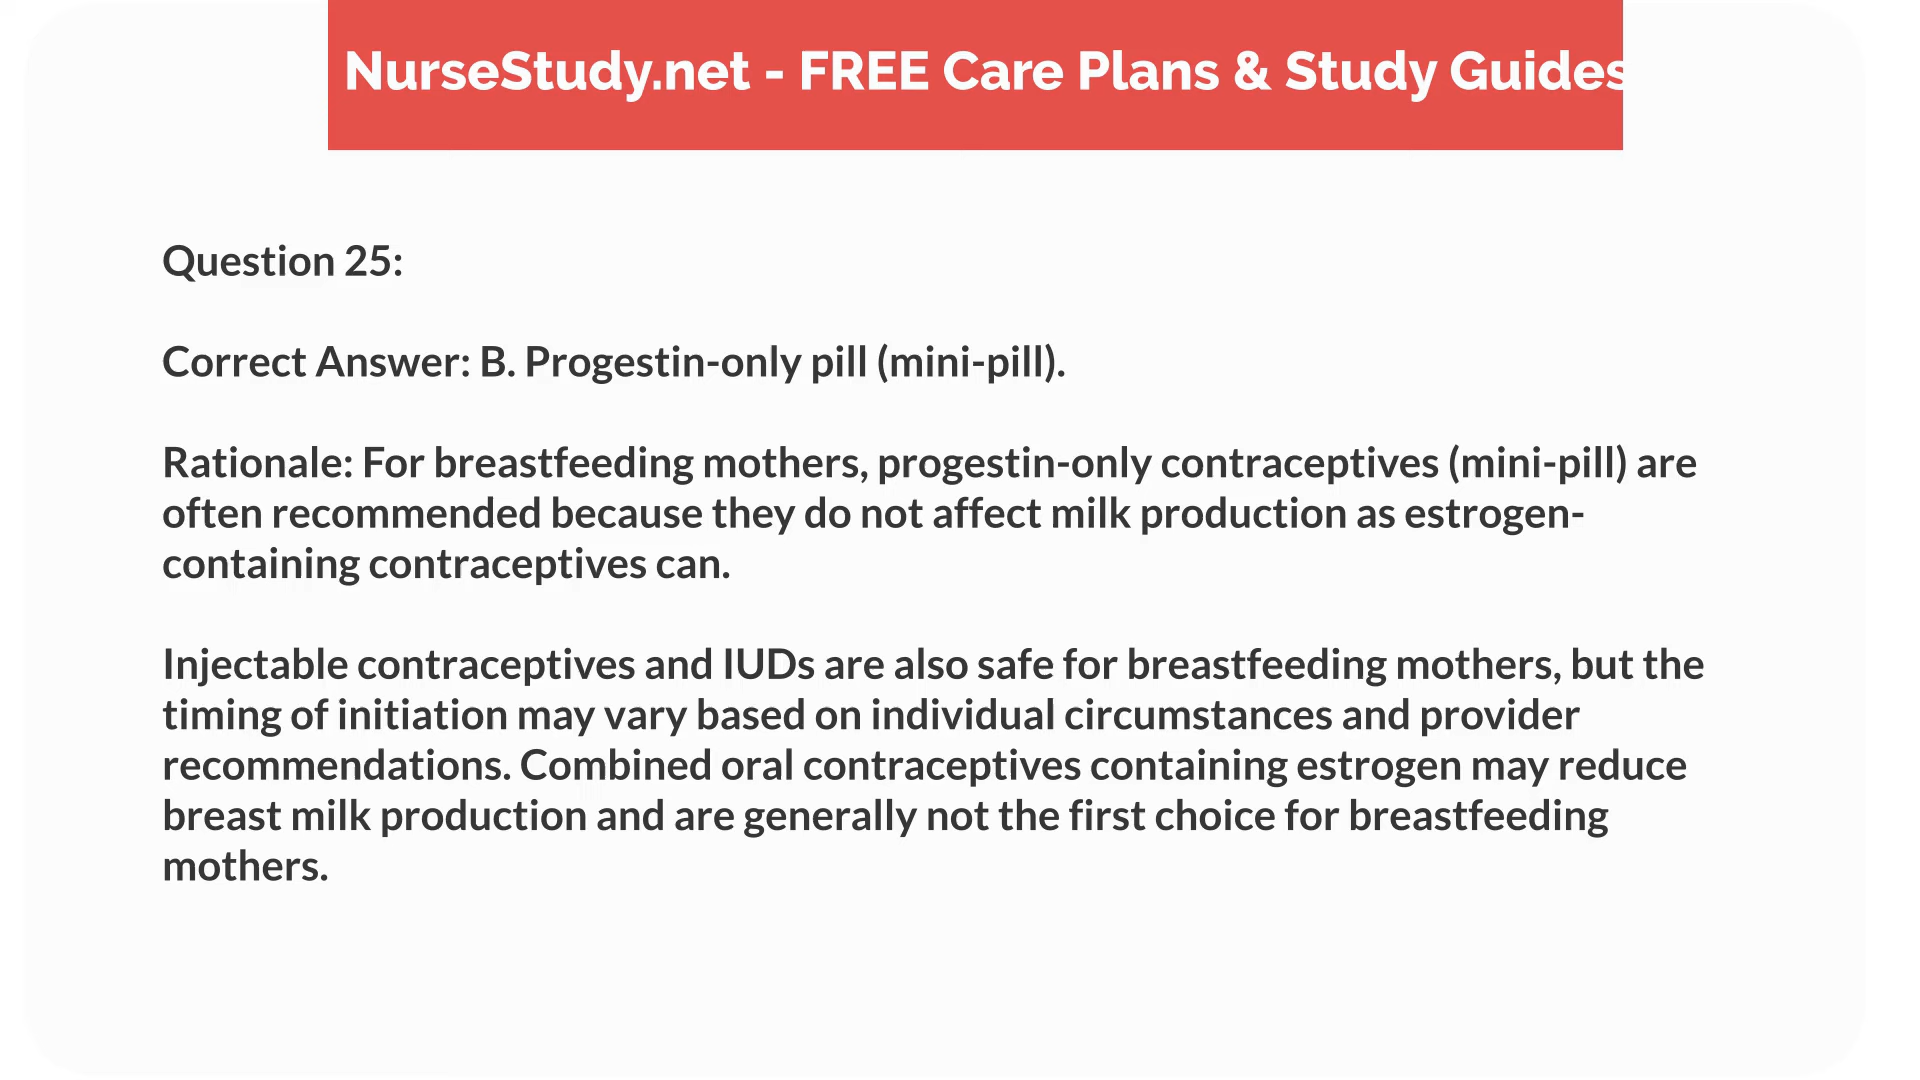 NurseStudy.net - FREE Care Plans & Study Guides
Question 25:
Correct Answer: B. Progestin-only pill (mini-pill).
Rationale: For breastfeeding mothers, progestin-only contraceptives (mini-pill) are
often recommended because they do not affect milk production as estrogen-
containing contraceptives can.
Injectable contraceptives and IUDs are also safe for breastfeeding mothers, but the
timing of initiation may vary based on individual circumstances and provider
recommendations. Combined oral contraceptives containing estrogen may reduce
breast milk production and are generally not the first choice for breastfeeding
mothers.